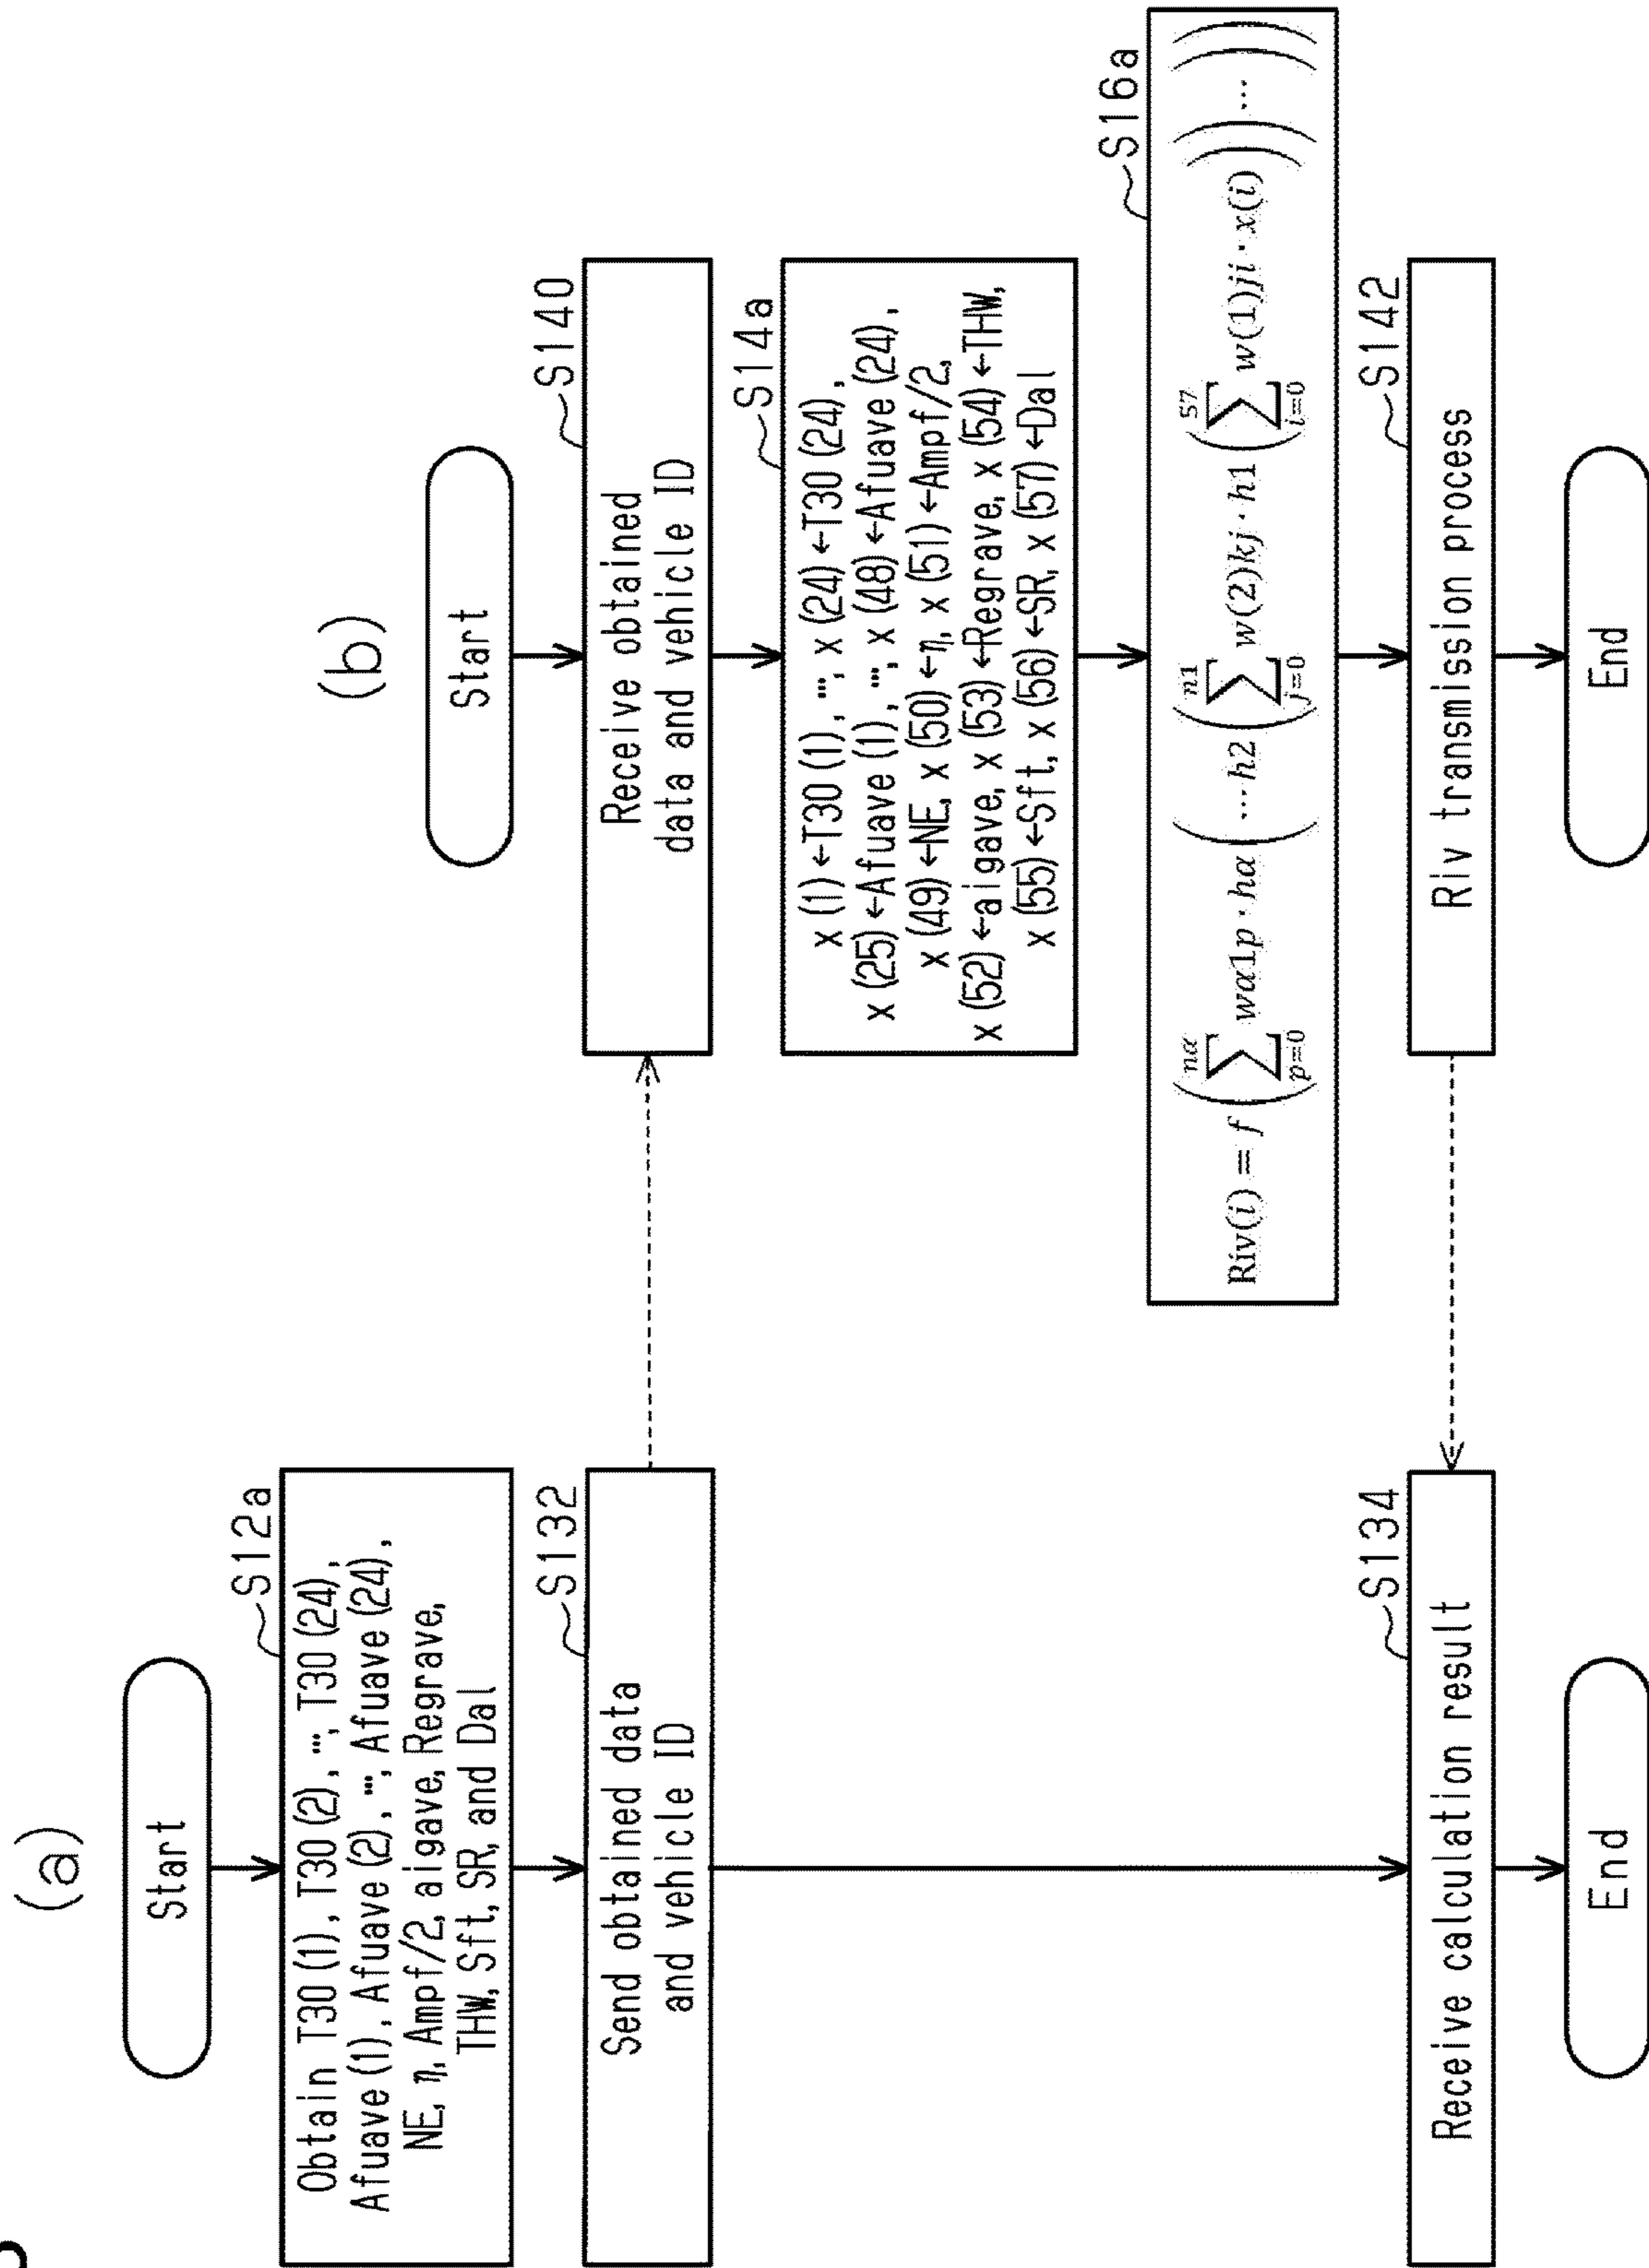 (a)
Start
S12a
Obtain T30 (1), T30 (2), …, T30 (24),
Afuave (1), Afuave (2), …, Afuave (24),
NE, η, Ampf/2, aigave, Regrave,
THW, Sft, SR, and Dal
S132
Send obtained data
and vehicle ID
S134
Receive calculation result
End
(b)
Start
S140
Receive obtained
data and vehicle ID
S14a
x (1) ←T30 (1), …, x (24) ←T30 (24),
x (25) ←Afuave (1), …, x (48) ←Afuave (24),
x (49) ←NE, x (50) ←η, x (51) ←Ampf/2,
x (52) ←aigave, x (53) ←Regrave, x (54) ←THW,
x (55) ←Sft, x (56) ←SR, x (57) ←Dal
S16a
Riv(i) = f ( nα ∑ p=0 wα1p · hα ( … h2 ( n1 ∑ j=0 w(2)kj · h1 ( 57 ∑ i=0 w(1)ji · x(i) ) ) … ) )
S142
Riv transmission process
End